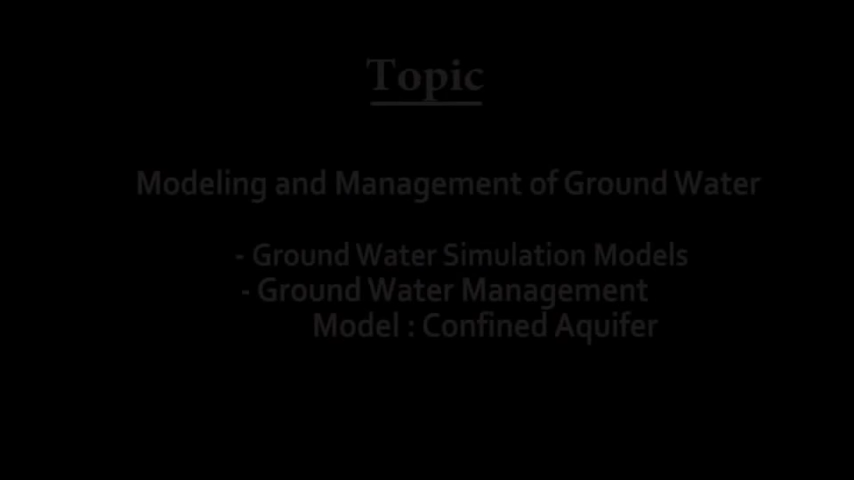 Topic
Modeling and Management of Ground Water
- Ground Water Simulation Models
- Ground Water Management
Model : Confined Aquifer